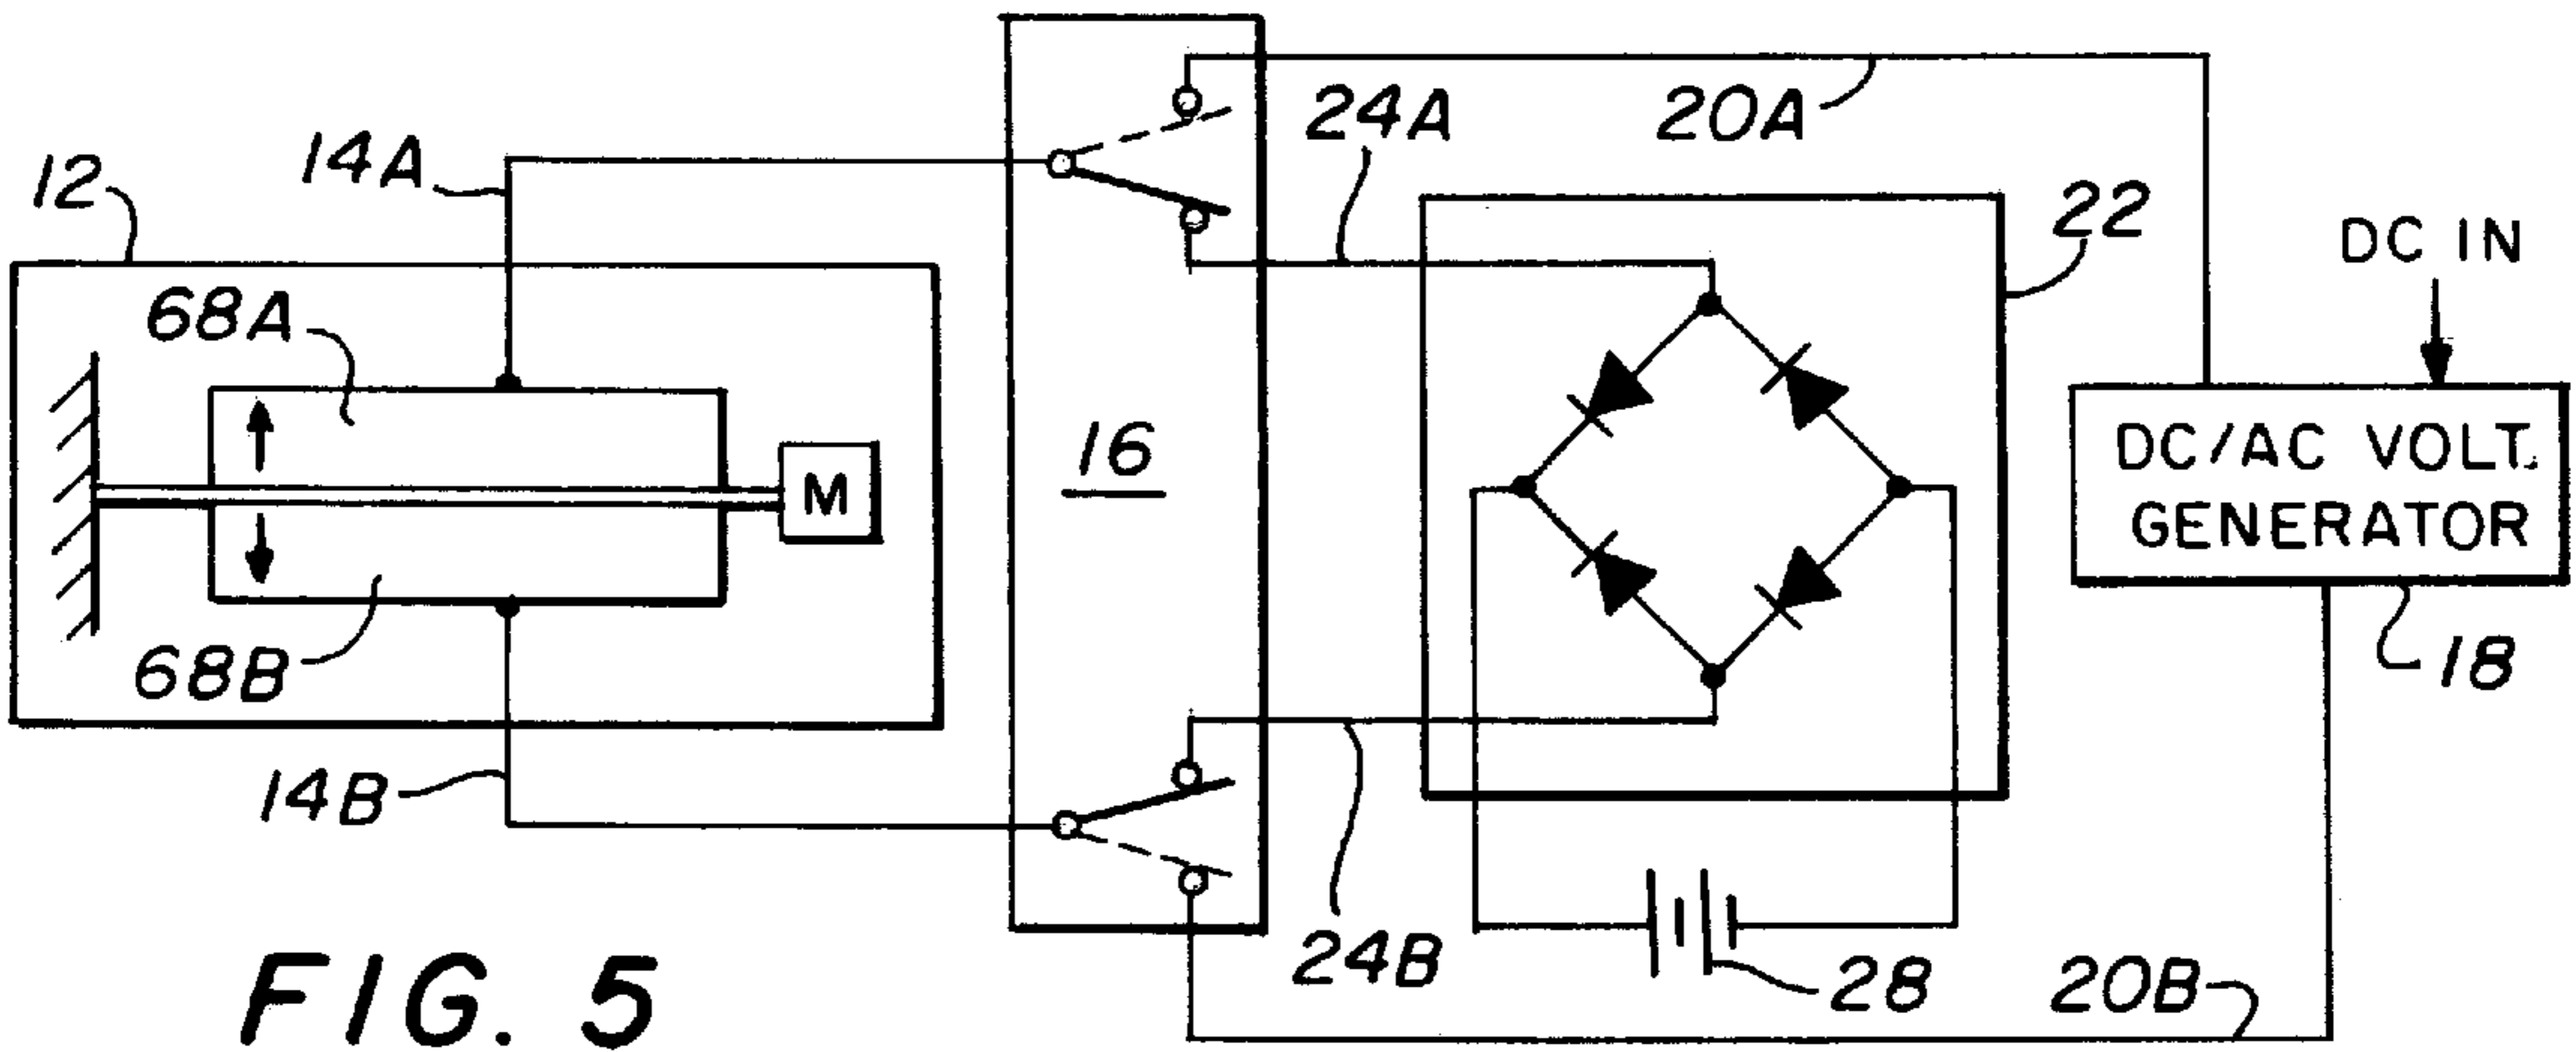 20A
24A
14A
12
22
DC IN
68A
16
M
DC/AC VOLT.
GENERATOR
18
68B
14B
24B
28
20B
FIG. 5